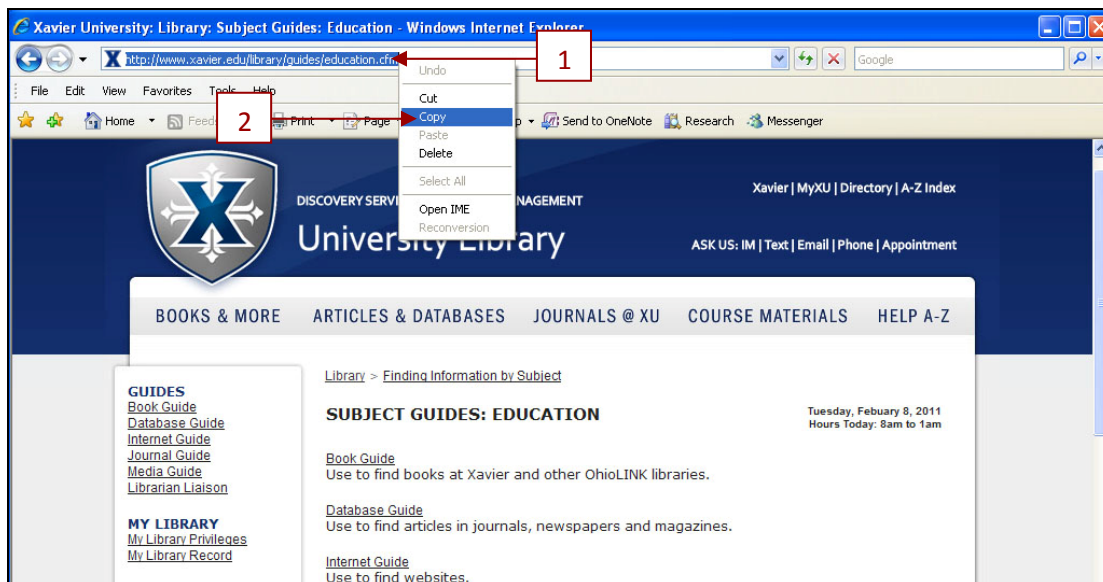 Xavier University: Library: Subject Guides: Education - Windows Internet Explorer
http://www.xavier.edu/library/guides/education.cfm
1
Google
File Edit View Favorites Tools Help
Home
2
Print Page
Send to OneNote Research Messenger
Undo
Cut
Copy
Paste
Delete
Select All
Open IME
Reconversion
DISCOVERY
University Library
Xavier | MyXU | Directory | A-Z Index
ASK US: IM | Text | Email | Phone | Appointment
BOOKS & MORE ARTICLES & DATABASES JOURNALS @ XU COURSE MATERIALS HELP A-Z
GUIDES
Book Guide
Database Guide
Internet Guide
Journal Guide
Media Guide
Librarian Liaison
MY LIBRARY
My Library Privileges
My Library Record
Library > Finding Information by Subject
SUBJECT GUIDES: EDUCATION
Tuesday, Febuary 8, 2011
Hours Today: 8am to 1am
Book Guide
Use to find books at Xavier and other OhioLINK libraries.
Database Guide
Use to find articles in journals, newspapers and magazines.
Internet Guide
Use to find websites.